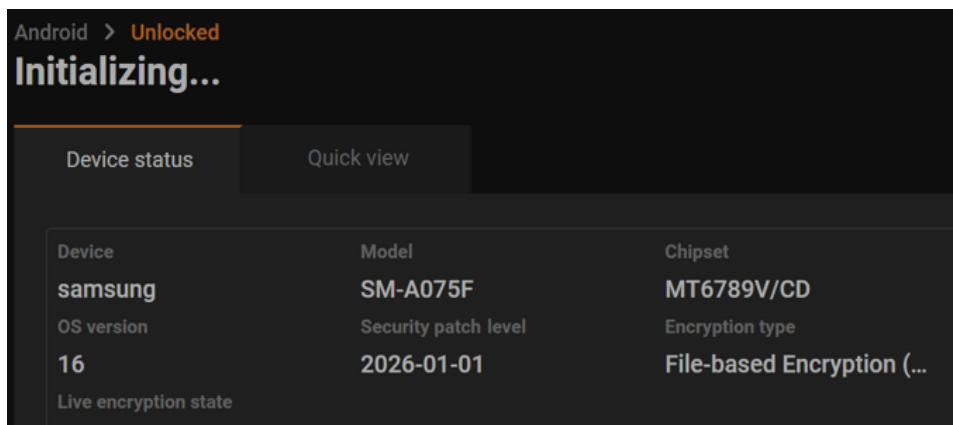 Android > Unlocked
Initializing...
Device status Quick view
Device Model Chipset
samsung SM-A075F MT6789V/CD
OS version Security patch level Encryption type
16 2026-01-01 File-based Encryption (...
Live encryption state